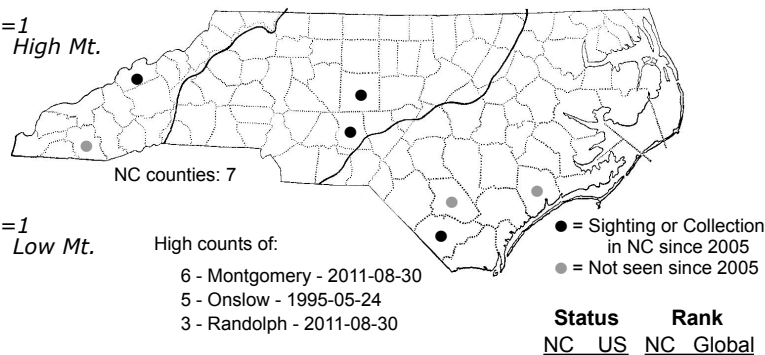 =1
High Mt.
NC counties: 7
=1
Low Mt.
High counts of:
6 - Montgomery - 2011-08-30
5 - Onslow - 1995-05-24
3 - Randolph - 2011-08-30
= Sighting or Collection
in NC since 2005
= Not seen since 2005
Status Rank
NC US NC Global